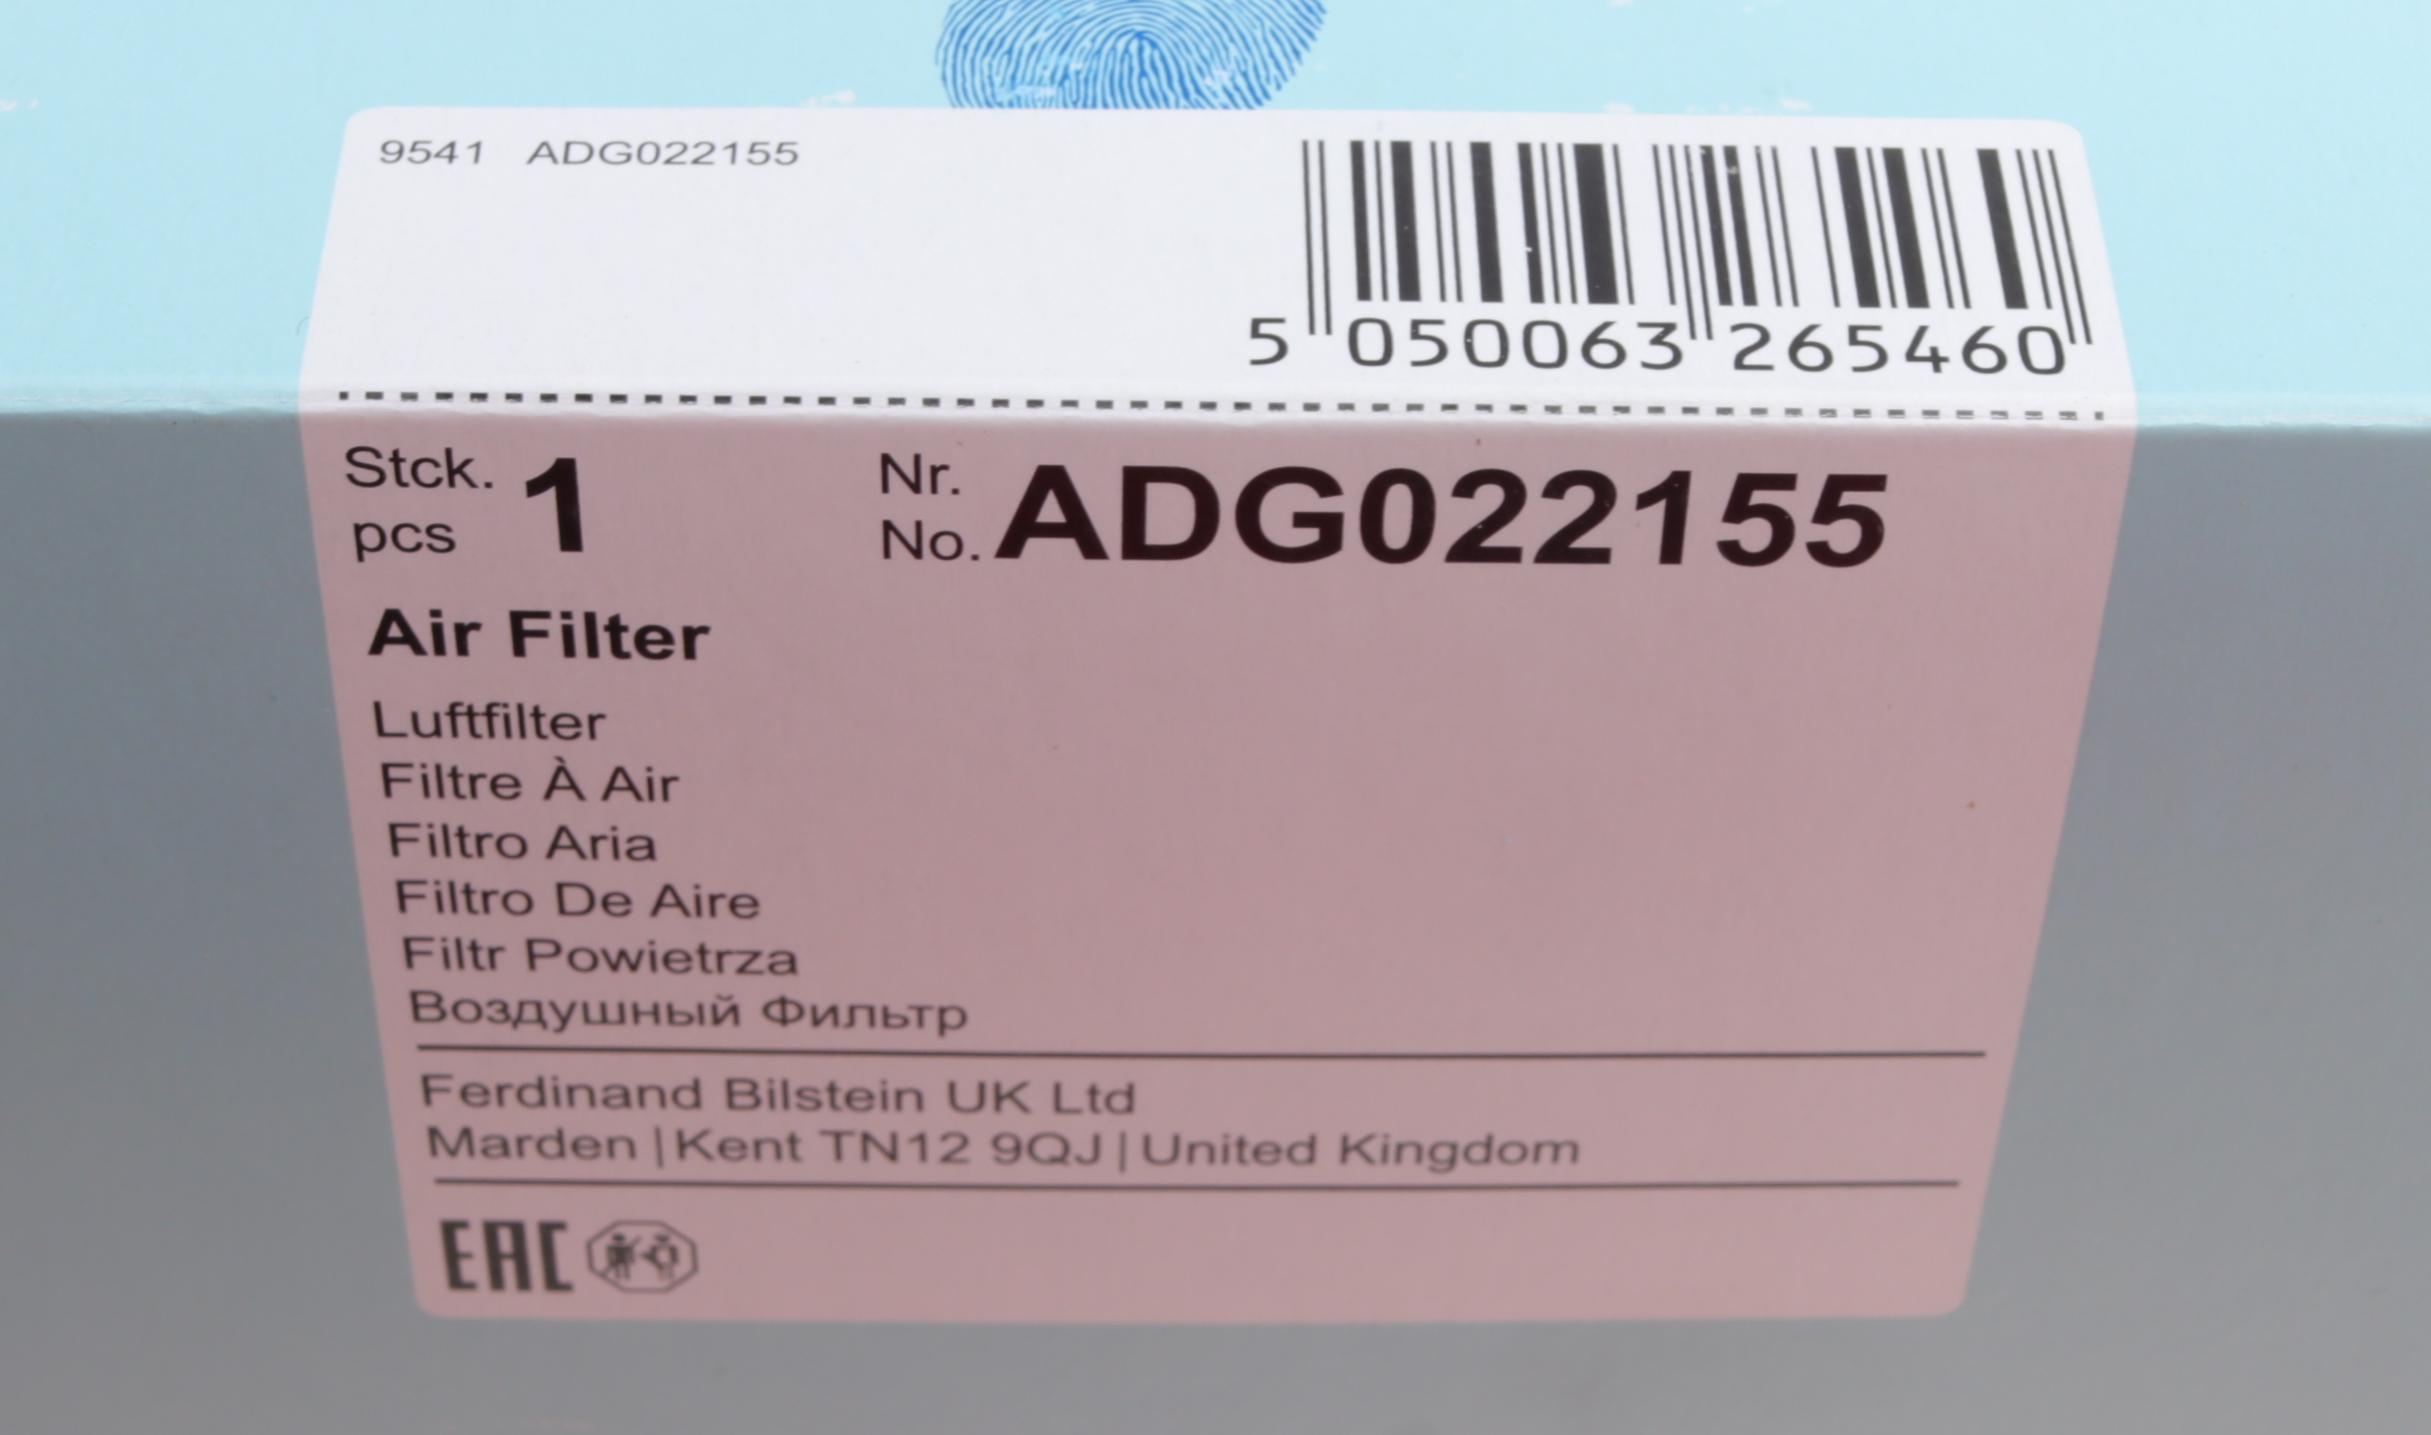 9541 ADG022155
5 050063 265460
Stck. pcs 1 Nr. No. ADG022155
Air Filter
Luftfilter
Filtre À Air
Filtro Aria
Filtro De Aire
Filtr Powietrza
Воздушный Фильтр
Ferdinand Bilstein UK Ltd
Marden | Kent TN12 9QJ | United Kingdom
EAC